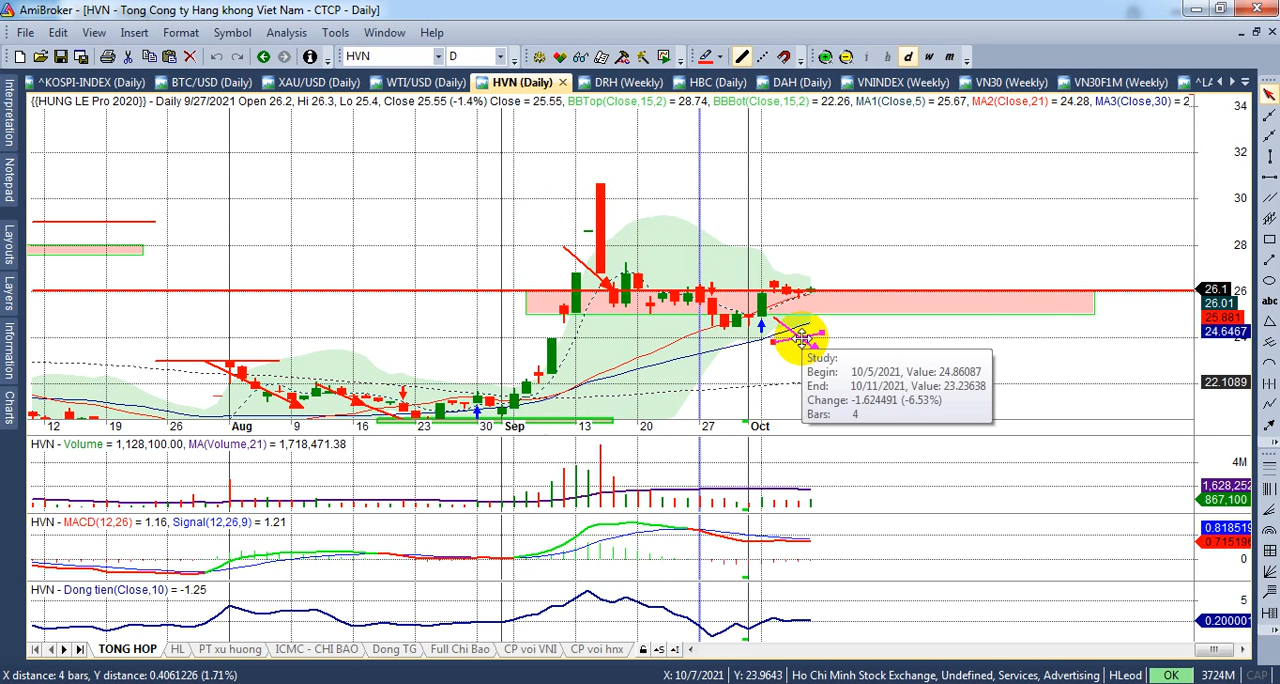 AmiBroker - [HVN - Tong Cong ty Hang khong Viet Nam - CTCP - Daily]
File Edit View Insert Format Symbol Analysis Tools Window Help
HVN D i h d w m
^KOSPI-INDEX (Daily) BTC/USD (Daily) XAU/USD (Daily) WTI/USD (Daily) HVN (Daily) DRH (Weekly) HBC (Daily) DAH (Daily) VNINDEX (Weekly) VN30 (Weekly) VN30F1M (Weekly) ^LA
{{HUNG LE Pro 2020}} - Daily 9/27/2021 Open 26.2, Hi 26.3, Lo 25.4, Close 25.55 (-1.4%) Close = 25.55, BBTop(Close,15,2) = 28.74, BBBot(Close,15,2) = 22.26, MA1(Close,5) = 25.67, MA2(Close,21) = 24.28, MA3(Close,30) = 2
Interpretation
Notepad
Layouts
Layers
Information
Charts
34
32
30
28
26
26.1
26.01
25.881
24.6467
22.1089
abc
Study:
Begin: 10/5/2021, Value: 24.86087
End: 10/11/2021, Value: 23.23638
Change: -1.624491 (-6.53%)
Bars: 4
12 19 26 Aug 9 16 23 30 Sep 13 20 27 Oct
HVN - Volume = 1,128,100.00, MA(Volume,21) = 1,718,471.38
4M
1,628,252
867,100
HVN - MACD(12,26) = 1.16, Signal(12,26,9) = 1.21
0.818519
0.715195
0
HVN - Dong tien(Close,10) = -1.25
5
0.200001
TONG HOP HL PT xu huong ICMC - CHI BAO Dong TG Full Chi Bao CP voi VNI CP voi hnx
X distance: 4 bars, Y distance: 0.4061226 (1.71%) X: 10/7/2021 Y: 23.9643 Ho Chi Minh Stock Exchange, Undefined, Services, Advertising HLeod OK 3724M CAP